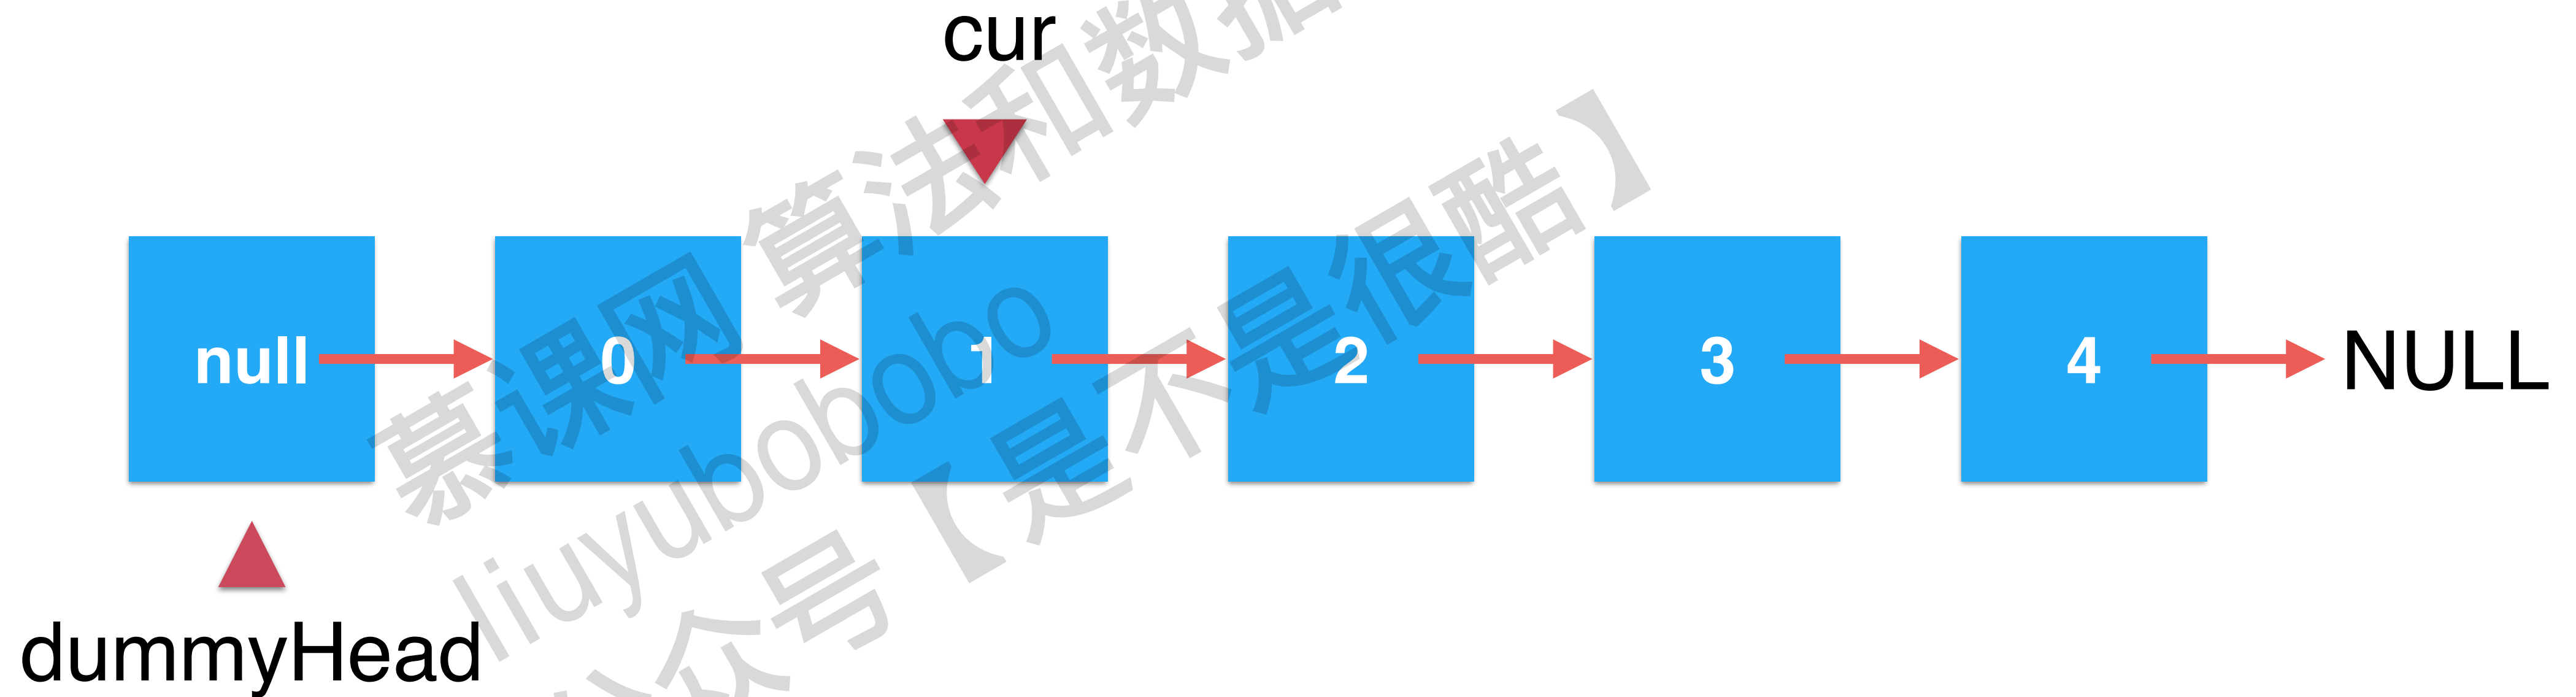 cur
null 0 1 2 3 4 NULL
dummyHead
慕课网 算法和数据
liuyubobobo
公众号【是不是很酷】